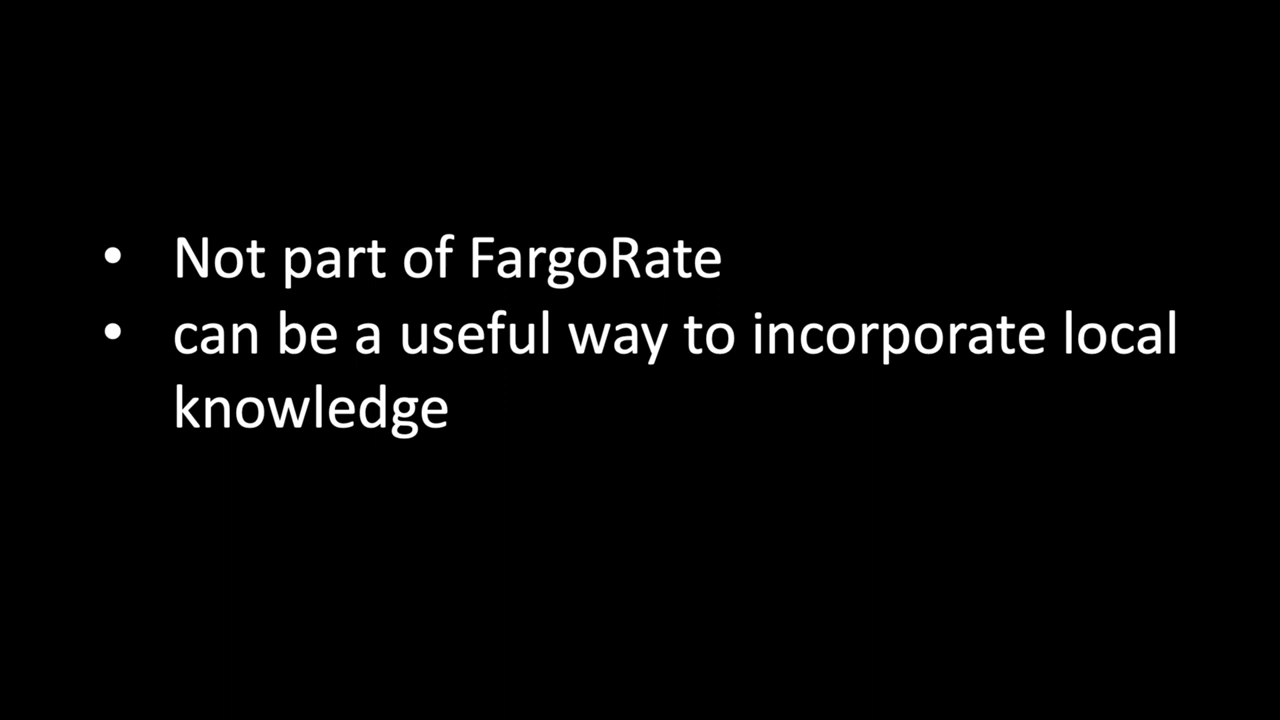 • Not part of FargoRate
• can be a useful way to incorporate local
knowledge